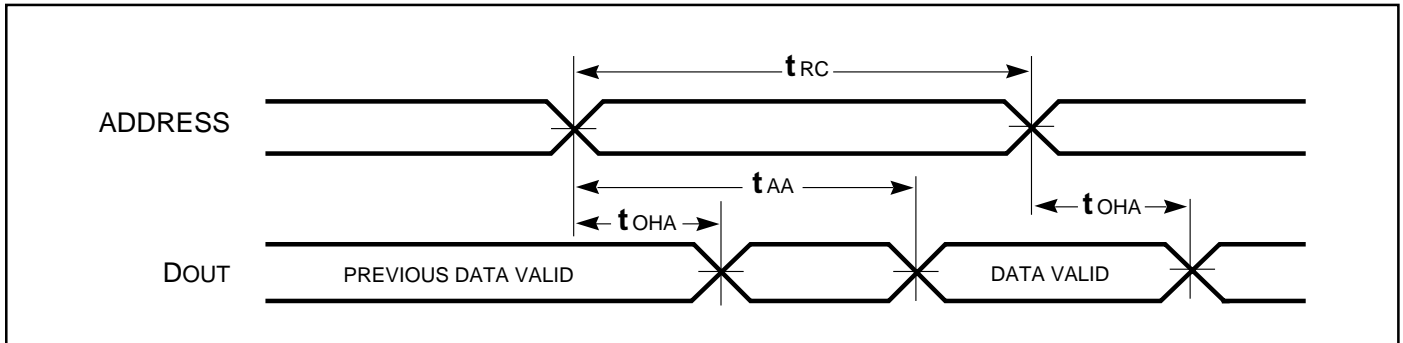 tRC
ADDRESS
tAA
tOHA
tOHA
DOUT
PREVIOUS DATA VALID
DATA VALID